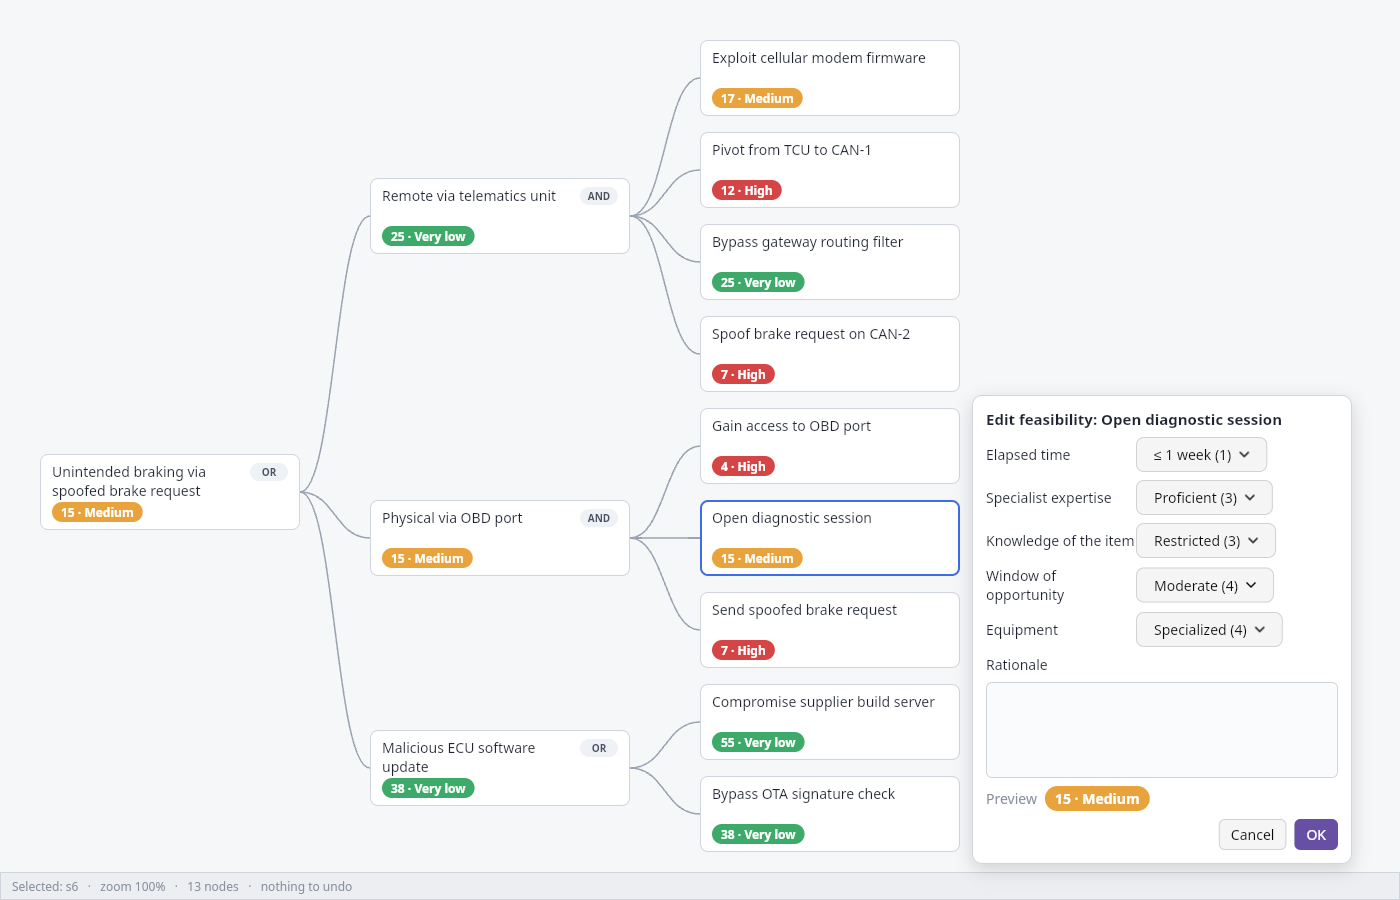 Unintended braking via
spoofed brake request
OR
15 · Medium
Remote via telematics unit
AND
25 · Very low
Physical via OBD port
AND
15 · Medium
Malicious ECU software
update
OR
38 · Very low
Exploit cellular modem firmware
17 · Medium
Pivot from TCU to CAN-1
12 · High
Bypass gateway routing filter
25 · Very low
Spoof brake request on CAN-2
7 · High
Gain access to OBD port
4 · High
Open diagnostic session
15 · Medium
Send spoofed brake request
7 · High
Compromise supplier build server
55 · Very low
Bypass OTA signature check
38 · Very low
Edit feasibility: Open diagnostic session
Elapsed time
≤ 1 week (1)
Specialist expertise
Proficient (3)
Knowledge of the item
Restricted (3)
Window of
opportunity
Moderate (4)
Equipment
Specialized (4)
Rationale
Preview
15 · Medium
Cancel
OK
Selected: s6 · zoom 100% · 13 nodes · nothing to undo